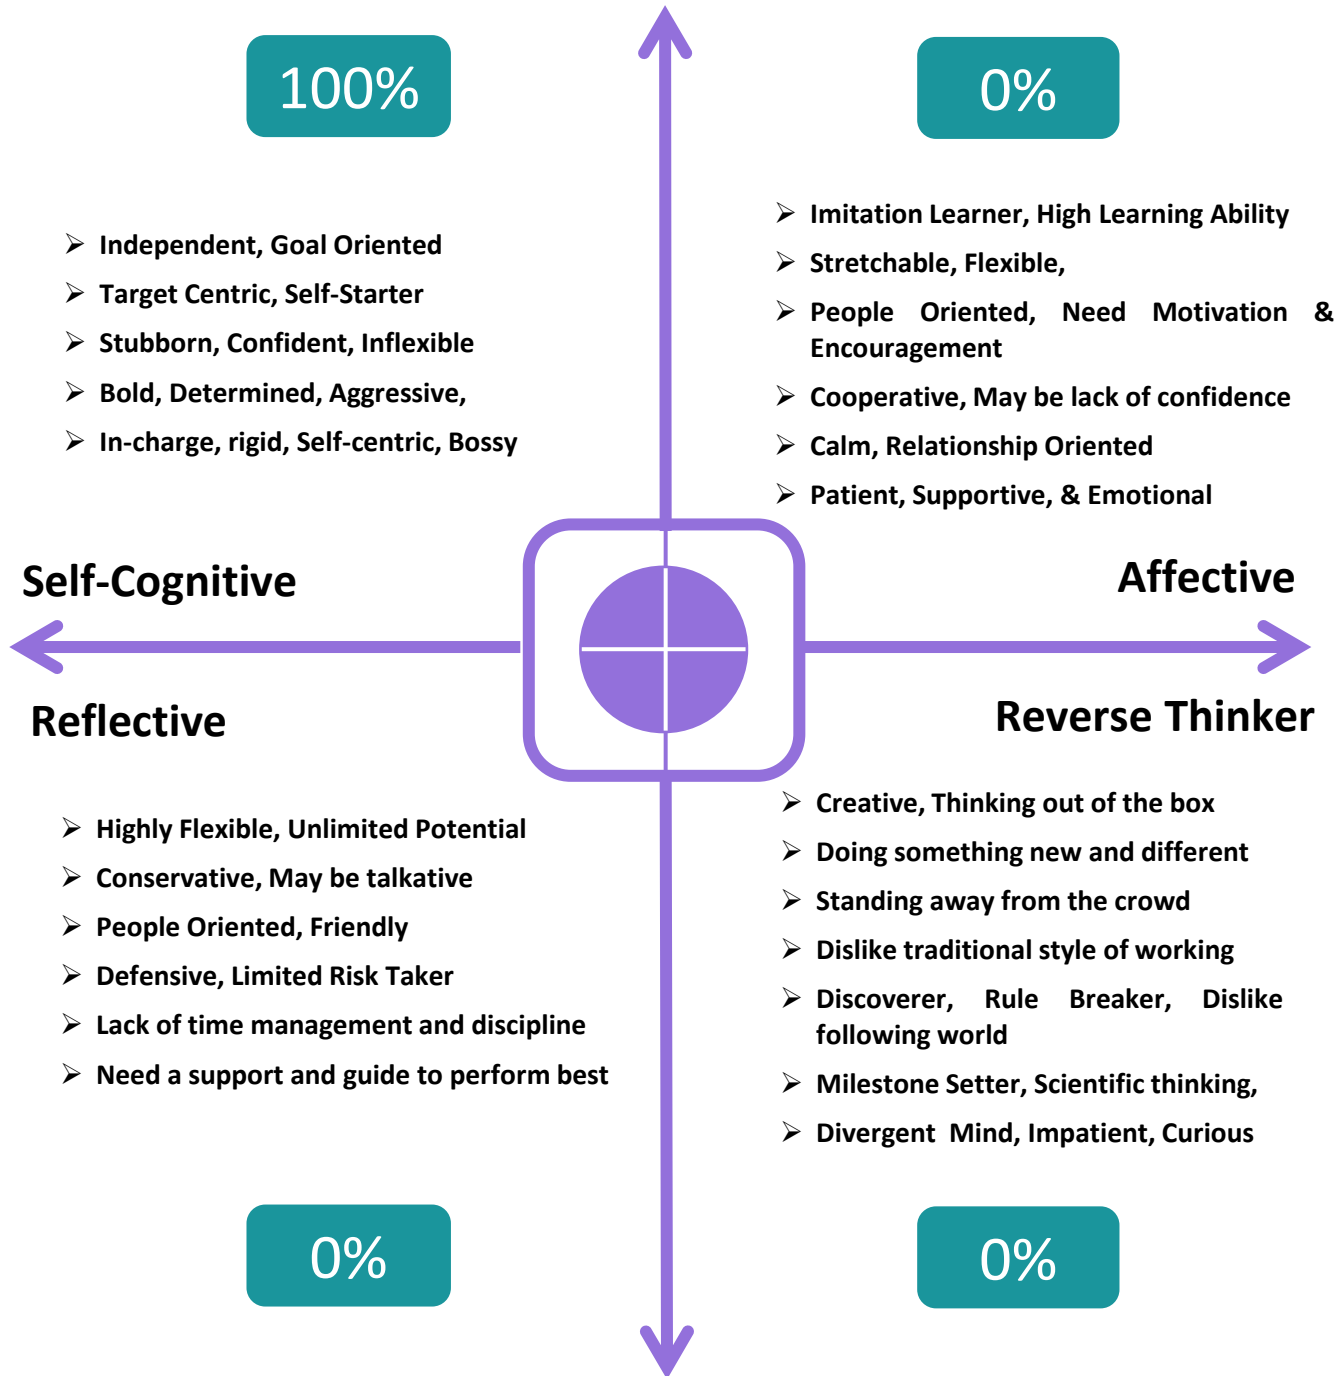 100%
➢ Independent, Goal Oriented
➢ Target Centric, Self-Starter
➢ Stubborn, Confident, Inflexible
➢ Bold, Determined, Aggressive,
➢ In-charge, rigid, Self-centric, Bossy
Self-Cognitive
0%
➢ Imitation Learner, High Learning Ability
➢ Stretchable, Flexible,
➢ People Oriented, Need Motivation &
Encouragement
➢ Cooperative, May be lack of confidence
➢ Calm, Relationship Oriented
➢ Patient, Supportive, & Emotional
Affective
Reflective
➢ Highly Flexible, Unlimited Potential
➢ Conservative, May be talkative
➢ People Oriented, Friendly
➢ Defensive, Limited Risk Taker
➢ Lack of time management and discipline
➢ Need a support and guide to perform best
0%
Reverse Thinker
➢ Creative, Thinking out of the box
➢ Doing something new and different
➢ Standing away from the crowd
➢ Dislike traditional style of working
➢ Discoverer, Rule Breaker, Dislike
following world
➢ Milestone Setter, Scientific thinking,
➢ Divergent Mind, Impatient, Curious
0%